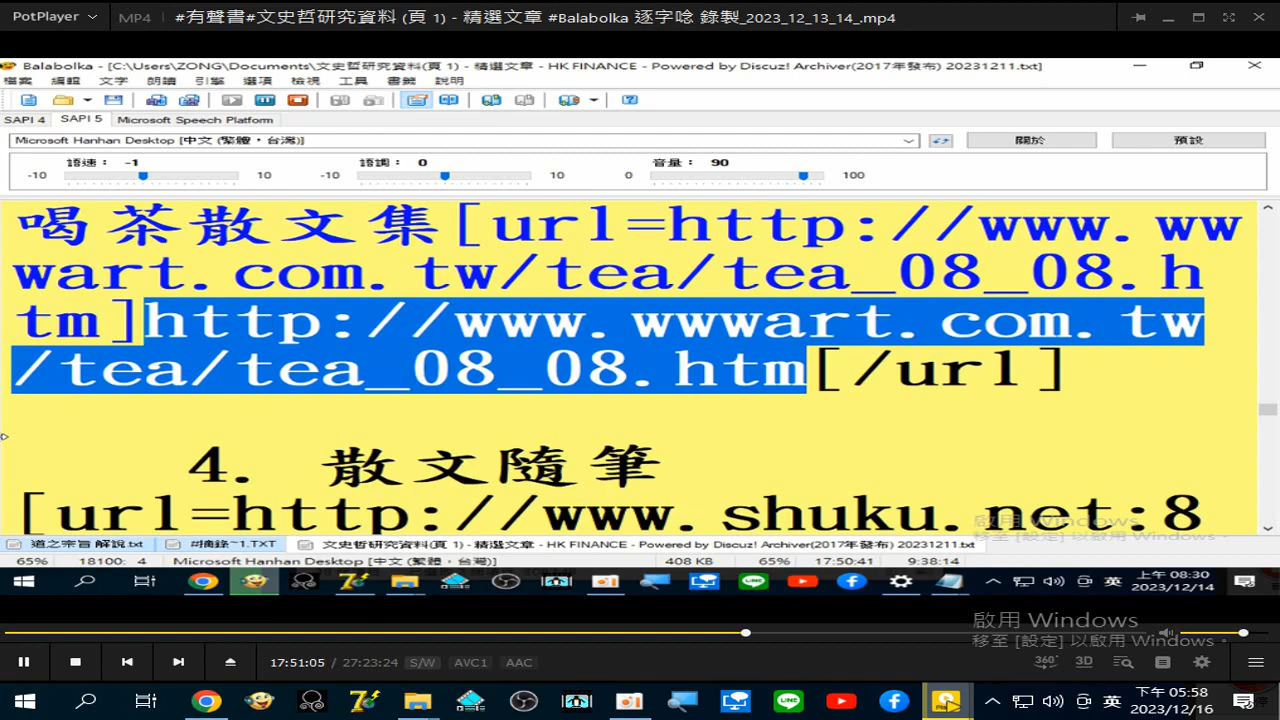 PotPlayer
MP4
#有聲書#文史哲研究資料 (頁 1) - 精選文章 #Balabolka 逐字唸 錄製_2023_12_13_14_.mp4
Balabolka - [C:\Users\ZONG\Documents\文史哲研究資料(頁 1) - 精選文章 - HK FINANCE - Powered by Discuz! Archiver(2017年發布) 20231211.txt]
檔案 編輯 文字 朗讀 引擎 選項 檢視 工具 書籤 說明
SAPI 4 SAPI 5 Microsoft Speech Platform
Microsoft Hanhan Desktop [中文 (繁體，台灣)]
關於 預設
語速： -1 語調： 0 音量： 90
-10 10 -10 10 0 100
喝茶散文集[url=http://www.ww
wart.com.tw/tea/tea_08_08.h
tm]http://www.wwwart.com.tw
/tea/tea_08_08.htm[/url]
4. 散文隨筆
[url=http://www.shuku.net:8
啟用 Windows
移至 [設定] 以啟用 Windows。
道之宗旨 解說.txt #摘錄~1.TXT 文史哲研究資料(頁 1) - 精選文章 - HK FINANCE - Powered by Discuz! Archiver(2017年發布) 20231211.txt
65% 18100: 4 Microsoft Hanhan Desktop [中文 (繁體，台灣)] 408 KB 65% 17:50:41 9:38:14
英 上午 08:30
2023/12/14
啟用 Windows
移至 [設定] 以啟用 Windows。
17:51:05 / 27:23:24 S/W AVC1 AAC
360° 3D
英 下午 05:58
2023/12/16